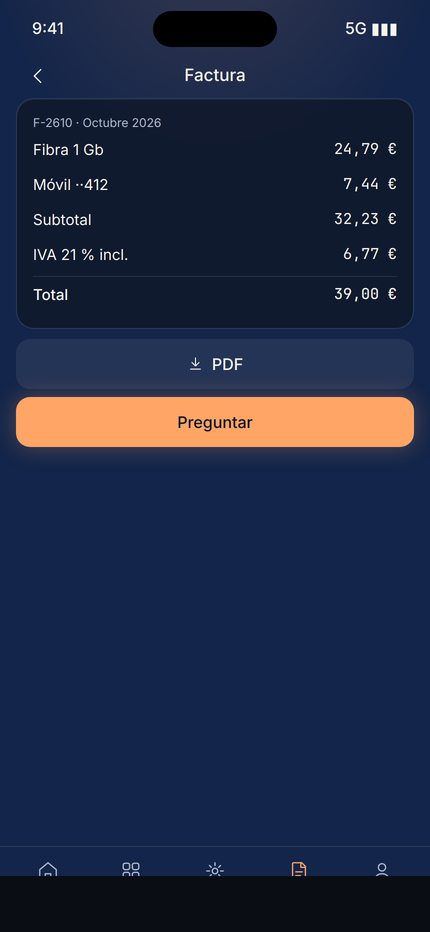 9:41
5G
Factura
F-2610 · Octubre 2026
Fibra 1 Gb 24,79 €
Móvil ··412 7,44 €
Subtotal 32,23 €
IVA 21 % incl. 6,77 €
Total 39,00 €
PDF
Preguntar